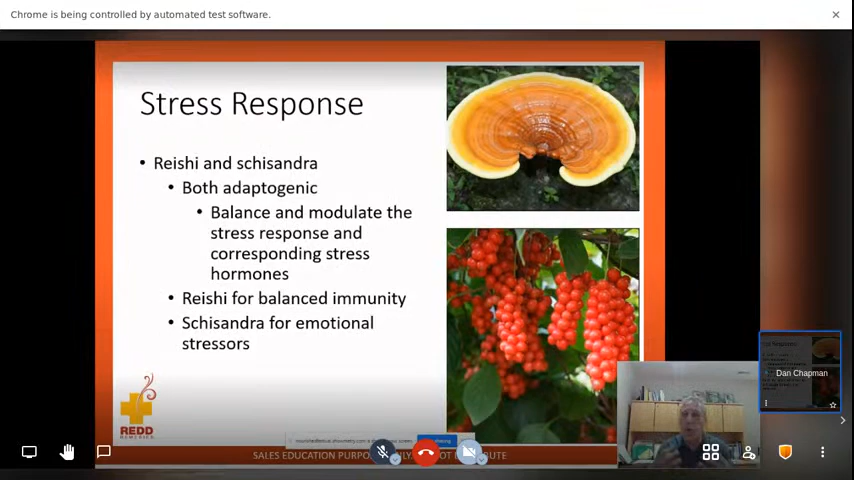 Chrome is being controlled by automated test software.
Stress Response
• Reishi and schisandra
• Both adaptogenic
• Balance and modulate the
stress response and
corresponding stress
hormones
• Reishi for balanced immunity
• Schisandra for emotional
stressors
REDD
REMEDIES
Dan Chapman
SALES EDUCATION PURPO